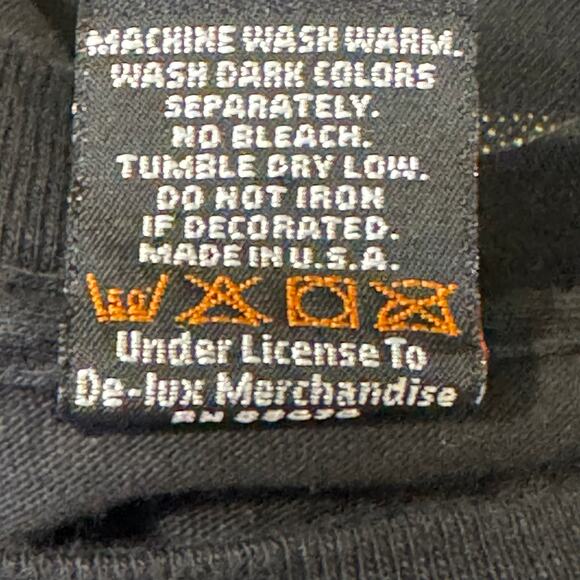 MACHINE WASH WARM.
WASH DARK COLORS
SEPARATELY.
NO BLEACH.
TUMBLE DRY LOW.
DO NOT IRON
IF DECORATED.
MADE IN U.S.A.
Under License To
De-lux Merchandise
RN